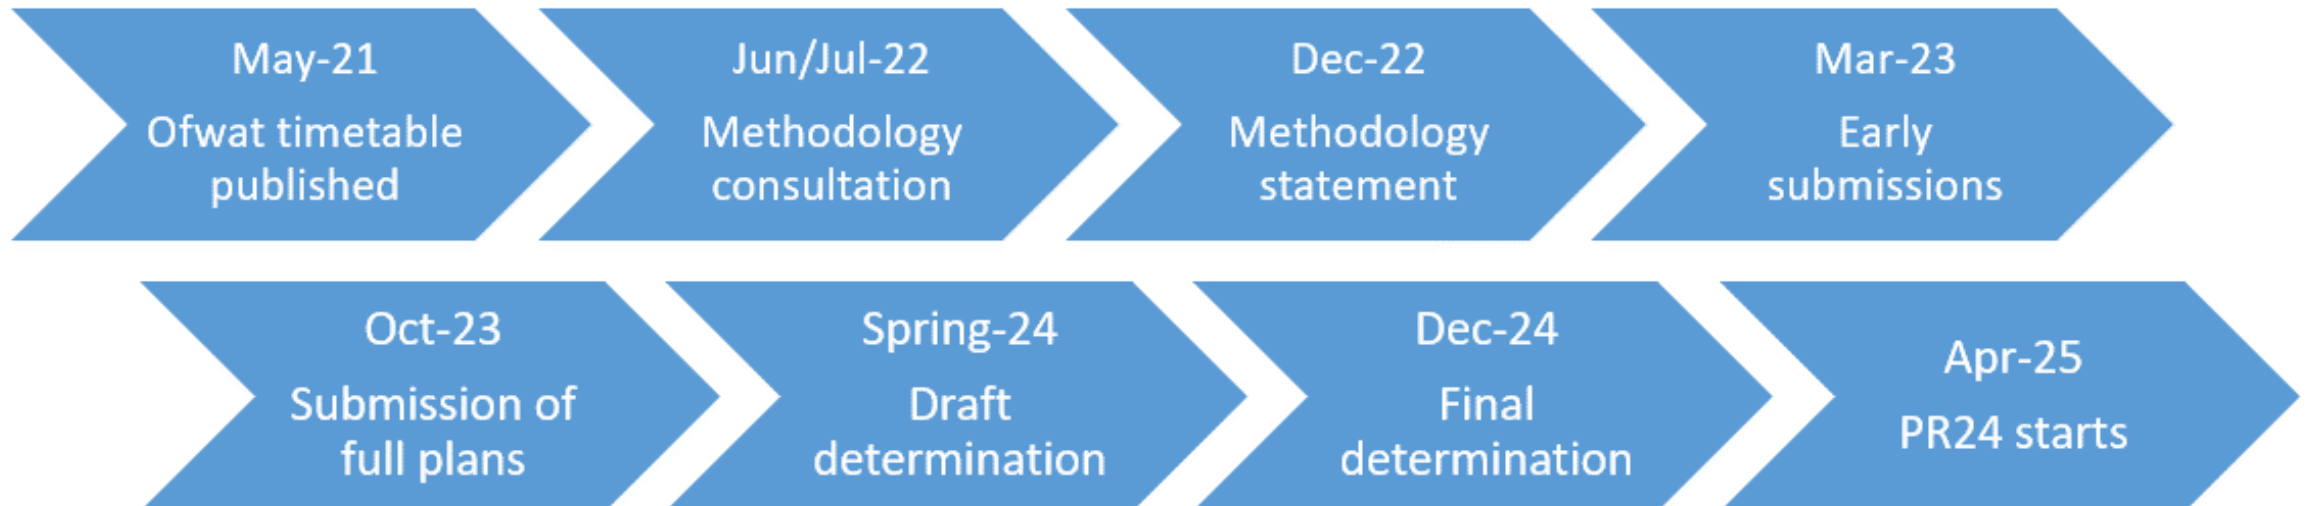 May-21
Ofwat timetable
published
Jun/Jul-22
Methodology
consultation
Dec-22
Methodology
statement
Mar-23
Early
submissions
Oct-23
Submission of
full plans
Spring-24
Draft
determination
Dec-24
Final
determination
Apr-25
PR24 starts